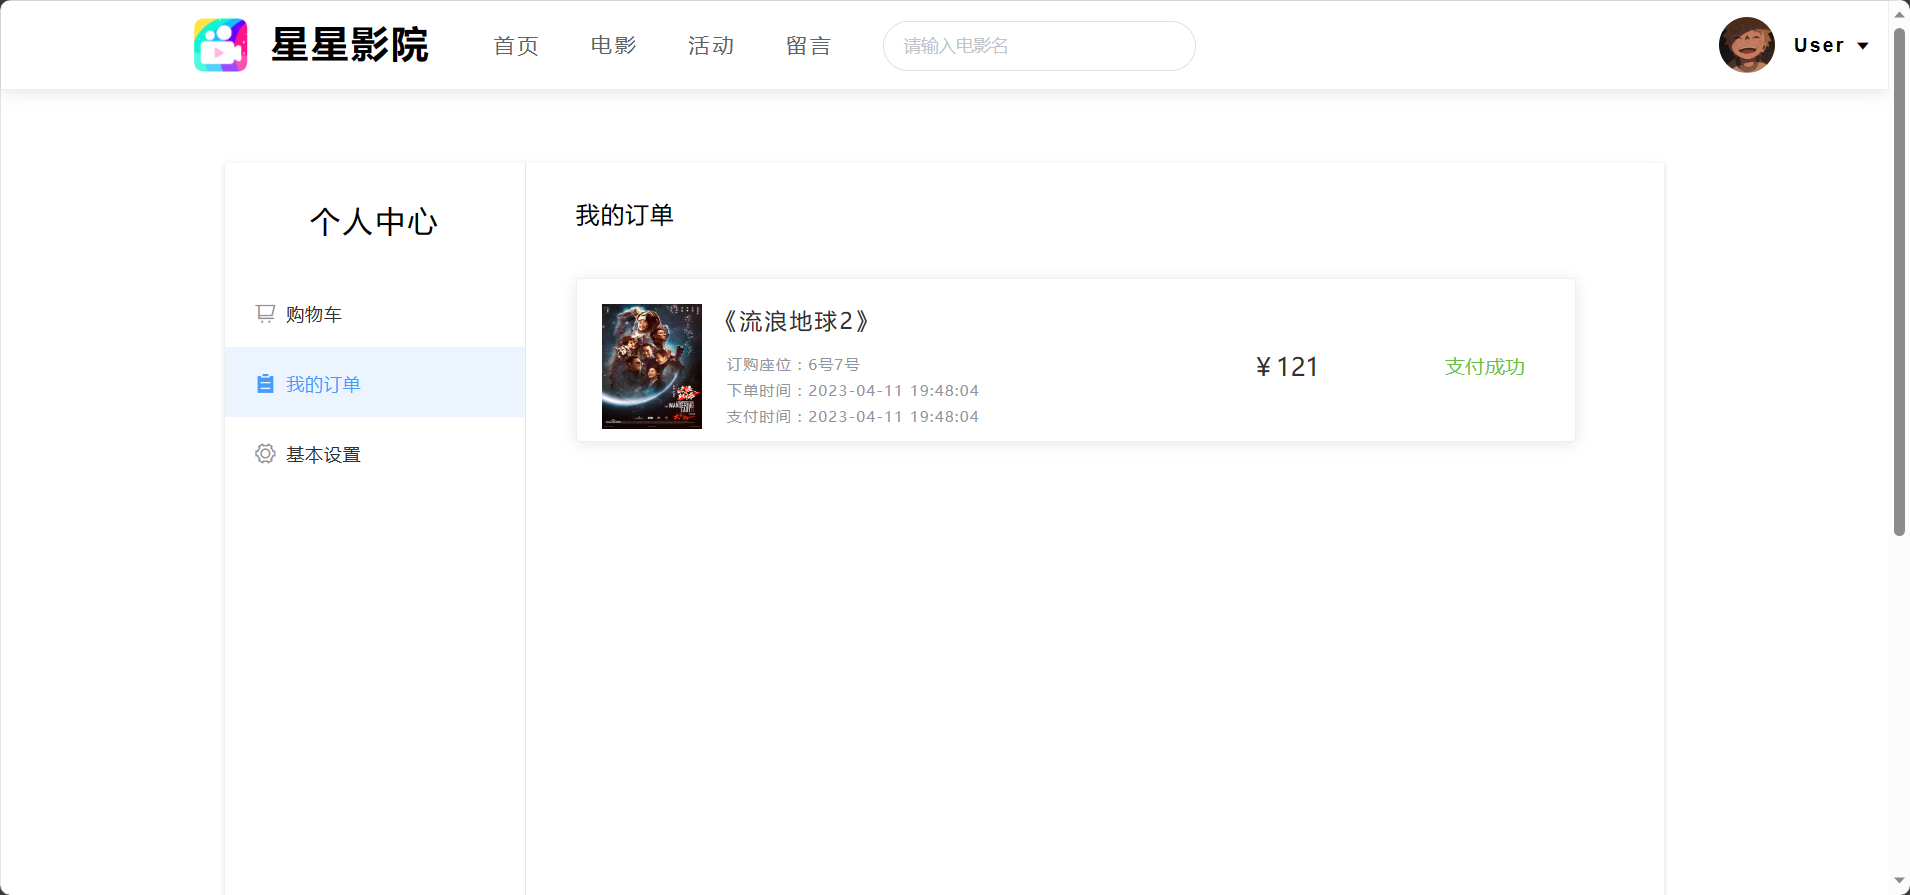 星星影院
首页
电影
活动
留言
请输入电影名
User
个人中心
购物车
我的订单
基本设置
我的订单
《流浪地球2》
订购座位：6号7号
下单时间：2023-04-11 19:48:04
支付时间：2023-04-11 19:48:04
¥ 121
支付成功